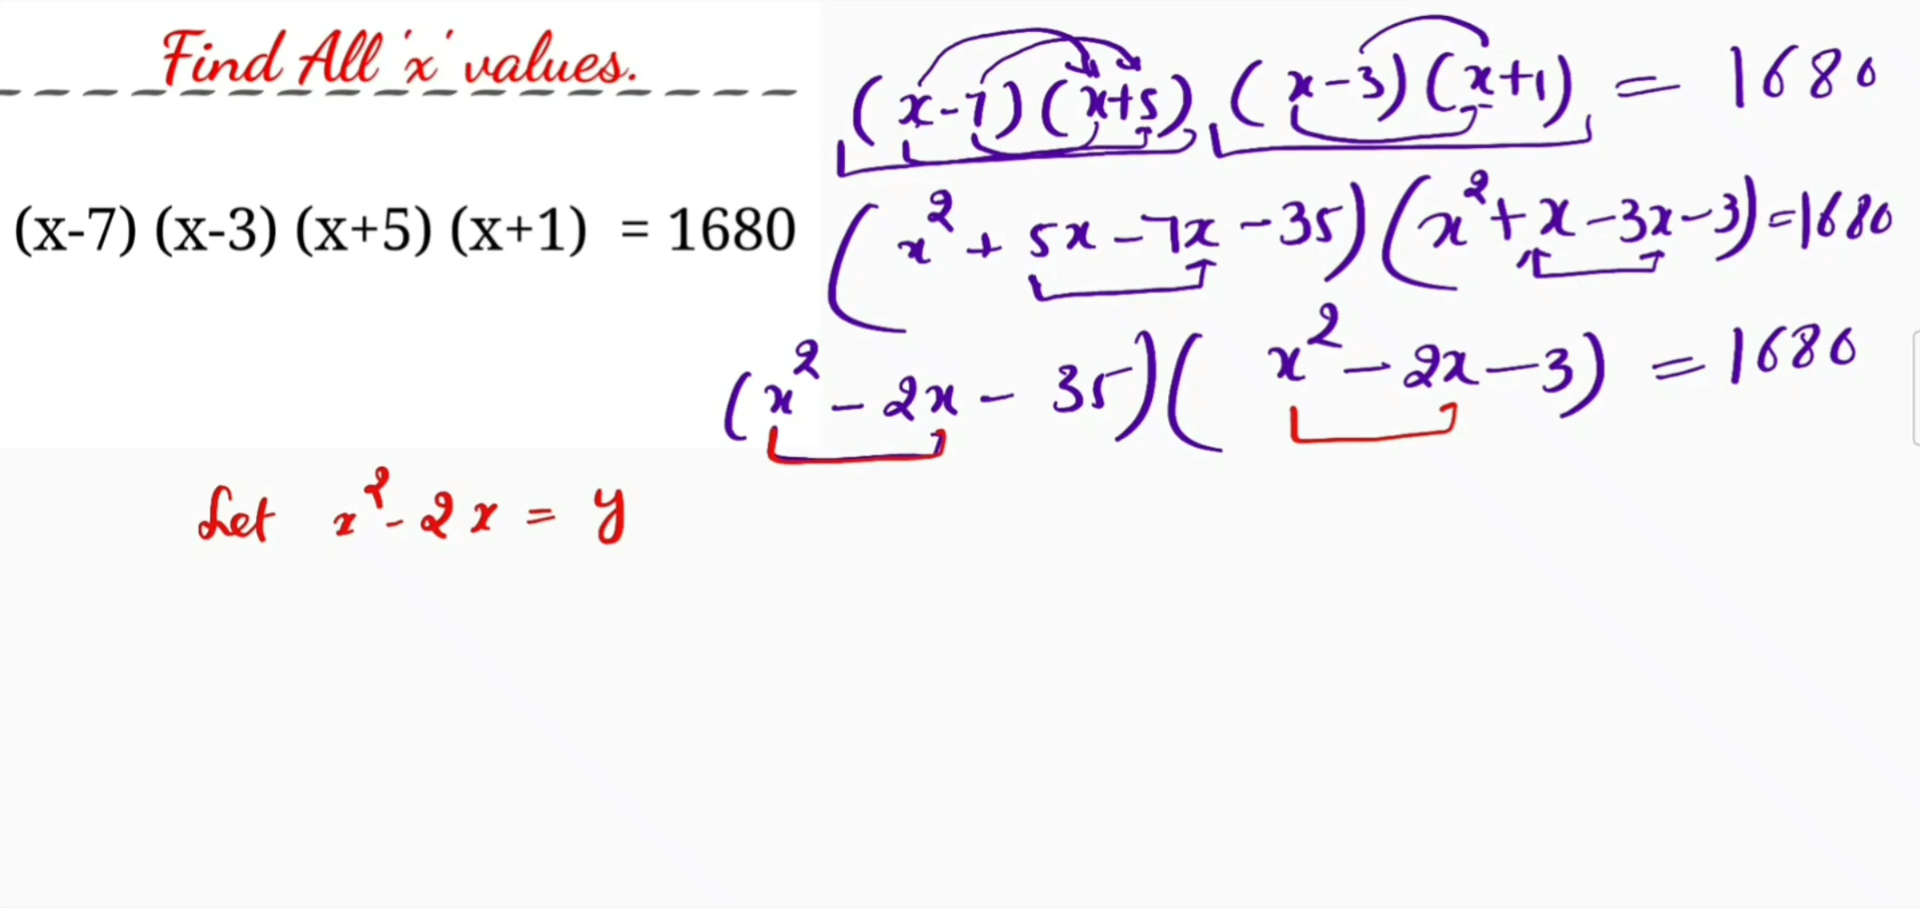 Find All 'x' values.
(x-7) (x-3) (x+5) (x+1) = 1680
(x-7)(x+5) (x-3)(x+1) = 1680
(x² + 5x - 7x - 35)(x² + x - 3x - 3) = 1680
(x² - 2x - 35)(x² - 2x - 3) = 1680
Let x² - 2x = y